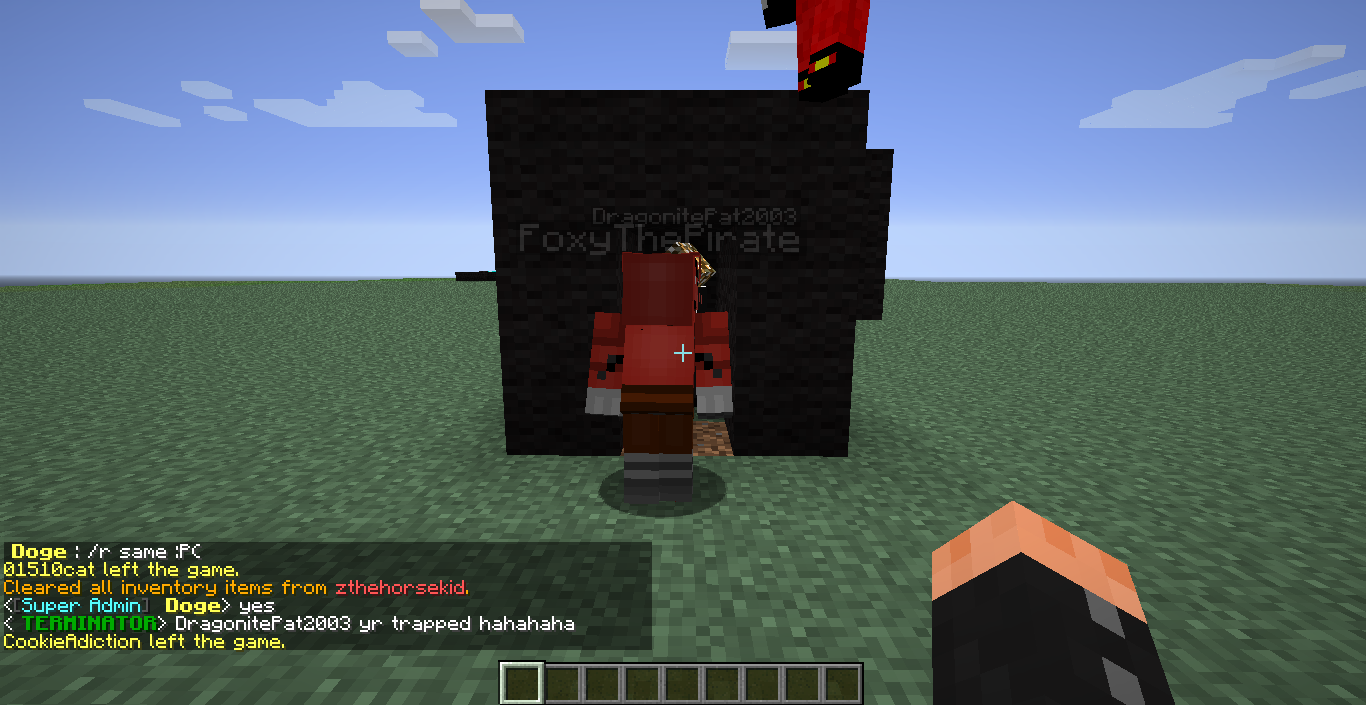 DragonitePat2003
FoxyThePirate
Doge : /r same :PC
01510cat left the game.
Cleared all inventory items from zthehorsekid.
<[Super Admin] Doge> yes
< TERMINATOR> DragonitePat2003 yr trapped hahahaha
CookieAdiction left the game.